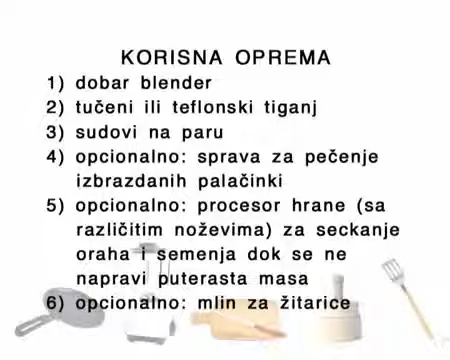 KORISNA OPREMA
1) dobar blender
2) tučeni ili teflonski tiganj
3) sudovi na paru
4) opcionalno: sprava za pečenje
izbrazdanih palačinki
5) opcionalno: procesor hrane (sa
različitim noževima) za seckanje
oraha i semenja dok se ne
napravi puterasta masa
6) opcionalno: mlin za žitarice